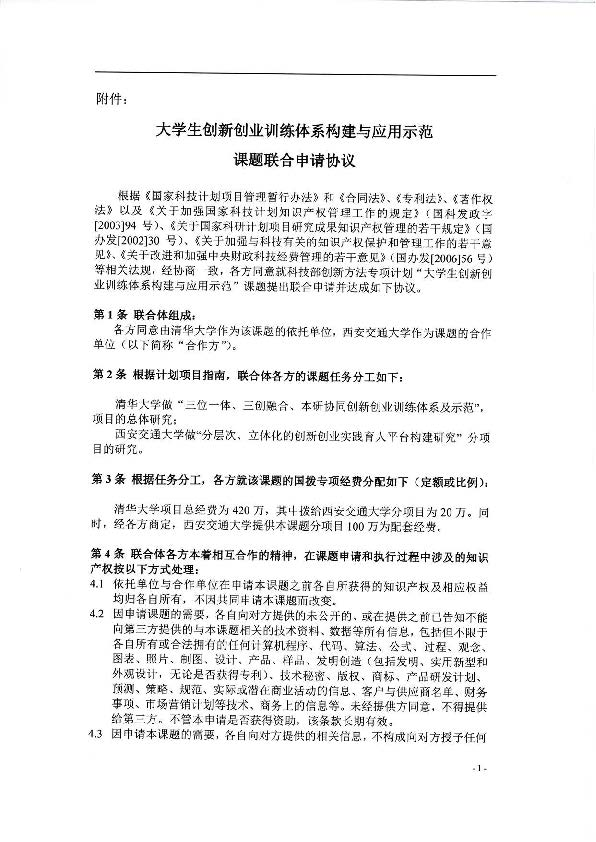 附件：
大学生创新创业训练体系构建与应用示范
课题联合申请协议
根据《国家科技计划项目管理暂行办法》和《合同法》、《专利法》、《著作权
法》以及《关于加强国家科技计划知识产权管理工作的规定》（国科发政字
[2003]94 号）、《关于国家科研计划项目研究成果知识产权管理的若干规定》（国
办发[2002]30 号）、《关于加强与科技有关的知识产权保护和管理工作的若干意
见》、《关于改进和加强中央财政科技经费管理的若干意见》（国办发[2006]56 号）
等相关法规，经协商一致，各方同意就科技部创新方法专项计划“大学生创新创
业训练体系构建与应用示范”课题提出联合申请并达成如下协议。
第 1 条 联合体组成：
各方同意由清华大学作为该课题的依托单位，西安交通大学作为课题的合作
单位（以下简称“合作方”）。
第 2 条 根据计划项目指南，联合体各方的课题任务分工如下：
清华大学做“三位一体、三创融合、本研协同创新创业训练体系及示范”，
项目的总体研究；
西安交通大学做“分层次、立体化的创新创业实践育人平台构建研究”分项
目的研究。
第 3 条 根据任务分工，各方就该课题的国拨专项经费分配如下（定额或比例）：
清华大学项目总经费为 420 万，其中拨给西安交通大学分项目为 20 万。同
时，经各方商定，西安交通大学提供本课题分项目 100 万为配套经费.
第 4 条 联合体各方本着相互合作的精神，在课题申请和执行过程中涉及的知识
产权按以下方式处理：
4.1 依托单位与合作单位在申请本课题之前各自所获得的知识产权及相应权益
均归各自所有，不因共同申请本课题而改变。
4.2 因申请课题的需要，各自向对方提供的未公开的、或在提供之前已告知不能
向第三方提供的与本课题相关的技术资料、数据等所有信息，包括但不限于
各自所有或合法拥有的任何计算机程序、代码、算法、公式、过程、观念、
图表、照片、制图、设计、产品、样品、发明创造（包括发明、实用新型和
外观设计，无论是否获得专利）、技术秘密、版权、商标、产品研发计划、
预测、策略、规范、实际或潜在商业活动的信息、客户与供应商名单、财务
事项、市场营销计划等技术、商务上的信息等。未经提供方同意，不得提供
给第三方。不管本申请是否获得资助，该条款长期有效。
4.3 因申请本课题的需要，各自向对方提供的相关信息，不构成向对方授予任何
- 1 -